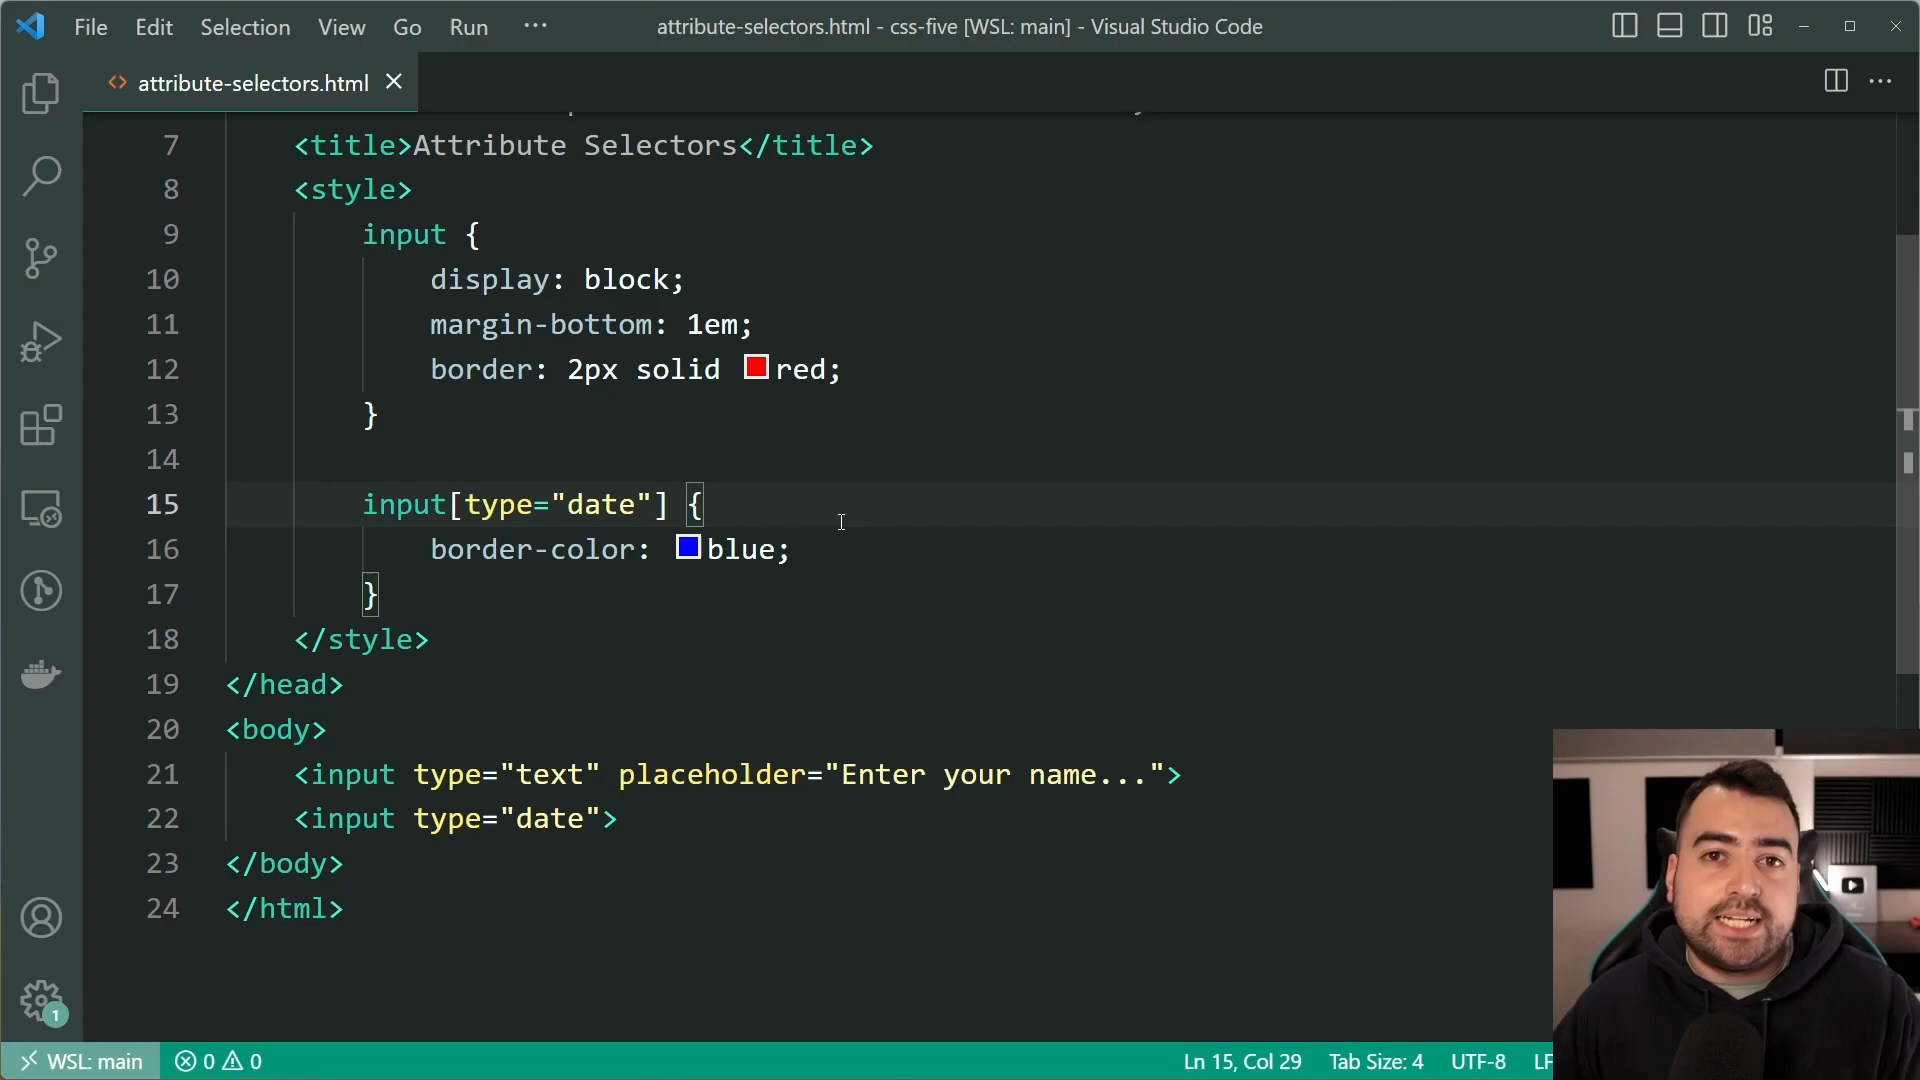 File Edit Selection View Go Run ... attribute-selectors.html - css-five [WSL: main] - Visual Studio Code
<> attribute-selectors.html
7 <title>Attribute Selectors</title>
8 <style>
9 input {
10 display: block;
11 margin-bottom: 1em;
12 border: 2px solid red;
13 }
14
15 input[type="date"] {
16 border-color: blue;
17 }
18 </style>
19 </head>
20 <body>
21 <input type="text" placeholder="Enter your name...">
22 <input type="date">
23 </body>
24 </html>
1
WSL: main 0 0 Ln 15, Col 29 Tab Size: 4 UTF-8 LF